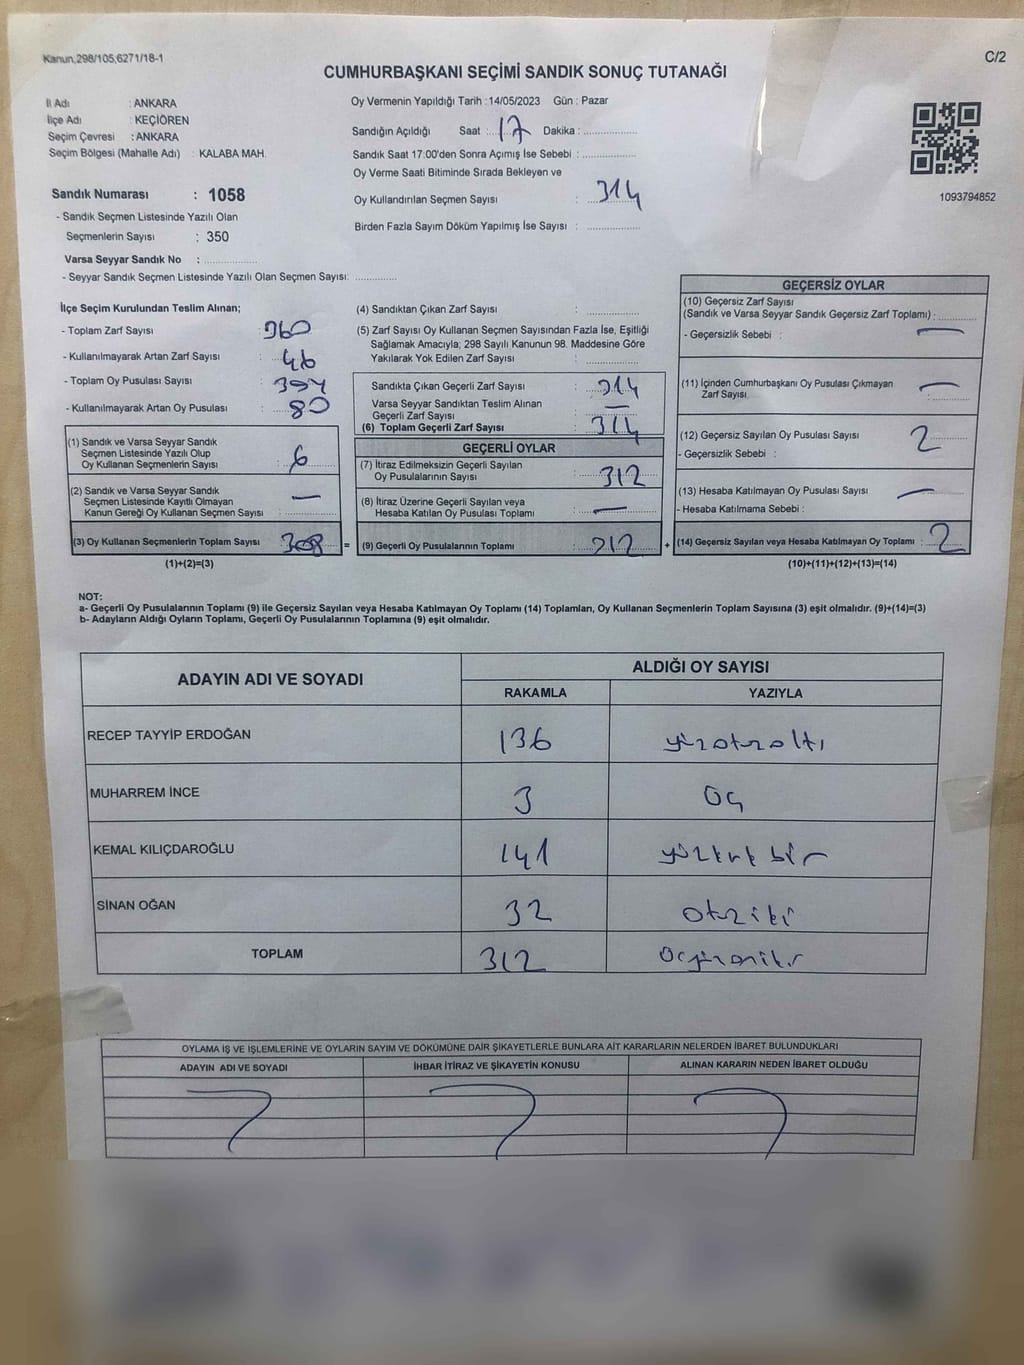 Kanun,298/105,6271/18-1
C/2
CUMHURBAŞKANI SEÇİMİ SANDIK SONUÇ TUTANAĞI
İl Adı : ANKARA
İlçe Adı : KEÇİÖREN
Seçim Çevresi : ANKARA
Seçim Bölgesi (Mahalle Adı) : KALABA MAH.
Sandık Numarası : 1058
- Sandık Seçmen Listesinde Yazılı Olan
Seçmenlerin Sayısı : 350
Varsa Seyyar Sandık No :
- Seyyar Sandık Seçmen Listesinde Yazılı Olan Seçmen Sayısı:
Oy Vermenin Yapıldığı Tarih :14/05/2023 Gün : Pazar
Sandığın Açıldığı Saat : 17 Dakika :
Sandık Saat 17:00'den Sonra Açımış İse Sebebi :
Oy Verme Saati Bitiminde Sırada Bekleyen ve
Oy Kullandırılan Seçmen Sayısı : 314
Birden Fazla Sayım Döküm Yapılmış İse Sayısı :
1093794852
İlçe Seçim Kurulundan Teslim Alınan;
- Toplam Zarf Sayısı : 360
- Kullanılmayarak Artan Zarf Sayısı : 46
- Toplam Oy Pusulası Sayısı : 394
- Kullanılmayarak Artan Oy Pusulası : 80
(1) Sandık ve Varsa Seyyar Sandık
Seçmen Listesinde Yazılı Olup
Oy Kullanan Seçmenlerin Sayısı : 6
(2) Sandık ve Varsa Seyyar Sandık
Seçmen Listesinde Kayıtlı Olmayan
Kanun Gereği Oy Kullanan Seçmen Sayısı : —
(3) Oy Kullanan Seçmenlerin Toplam Sayısı : 308 =
(1)+(2)=(3)
(4) Sandıktan Çıkan Zarf Sayısı :
(5) Zarf Sayısı Oy Kullanan Seçmen Sayısından Fazla İse, Eşitliği
Sağlamak Amacıyla; 298 Sayılı Kanunun 98. Maddesine Göre
Yakılarak Yok Edilen Zarf Sayısı :
Sandıkta Çıkan Geçerli Zarf Sayısı : 314
Varsa Seyyar Sandıktan Teslim Alınan
Geçerli Zarf Sayısı : —
(6) Toplam Geçerli Zarf Sayısı : 314
GEÇERLİ OYLAR
(7) İtiraz Edilmeksizin Geçerli Sayılan
Oy Pusulalarının Sayısı : 312
(8) İtiraz Üzerine Geçerli Sayılan veya
Hesaba Katılan Oy Pusulası Toplamı : —
(9) Geçerli Oy Pusulalarının Toplamı : 312 +
GEÇERSİZ OYLAR
(10) Geçersiz Zarf Sayısı
(Sandık ve Varsa Seyyar Sandık Geçersiz Zarf Toplamı) :
- Geçersizlik Sebebi : —
(11) İçinden Cumhurbaşkanı Oy Pusulası Çıkmayan
Zarf Sayısı : —
(12) Geçersiz Sayılan Oy Pusulası Sayısı : 2
- Geçersizlik Sebebi :
(13) Hesaba Katılmayan Oy Pusulası Sayısı : —
- Hesaba Katılmama Sebebi :
(14) Geçersiz Sayılan veya Hesaba Katılmayan Oy Toplamı : 2
(10)+(11)+(12)+(13)=(14)
NOT:
a- Geçerli Oy Pusulalarının Toplamı (9) ile Geçersiz Sayılan veya Hesaba Katılmayan Oy Toplamı (14) Toplamları, Oy Kullanan Seçmenlerin Toplam Sayısına (3) eşit olmalıdır. (9)+(14)=(3)
b- Adayların Aldığı Oyların Toplamı, Geçerli Oy Pusulalarının Toplamına (9) eşit olmalıdır.
ADAYIN ADI VE SOYADI ALDIĞI OY SAYISI
RAKAMLA YAZIYLA
RECEP TAYYİP ERDOĞAN 136 yüzotuzaltı
MUHARREM İNCE 3 Üç
KEMAL KILIÇDAROĞLU 141 yüzkırkbir
SİNAN OĞAN 32 otuziki
TOPLAM 312 Üçyüzoniki
OYLAMA İŞ VE İŞLEMLERİNE VE OYLARIN SAYIM VE DÖKÜMÜNE DAİR ŞİKAYETLERLE BUNLARA AİT KARARLARIN NELERDEN İBARET BULUNDUKLARI
ADAYIN ADI VE SOYADI İHBAR İTİRAZ VE ŞİKAYETİN KONUSU ALINAN KARARIN NEDEN İBARET OLDUĞU